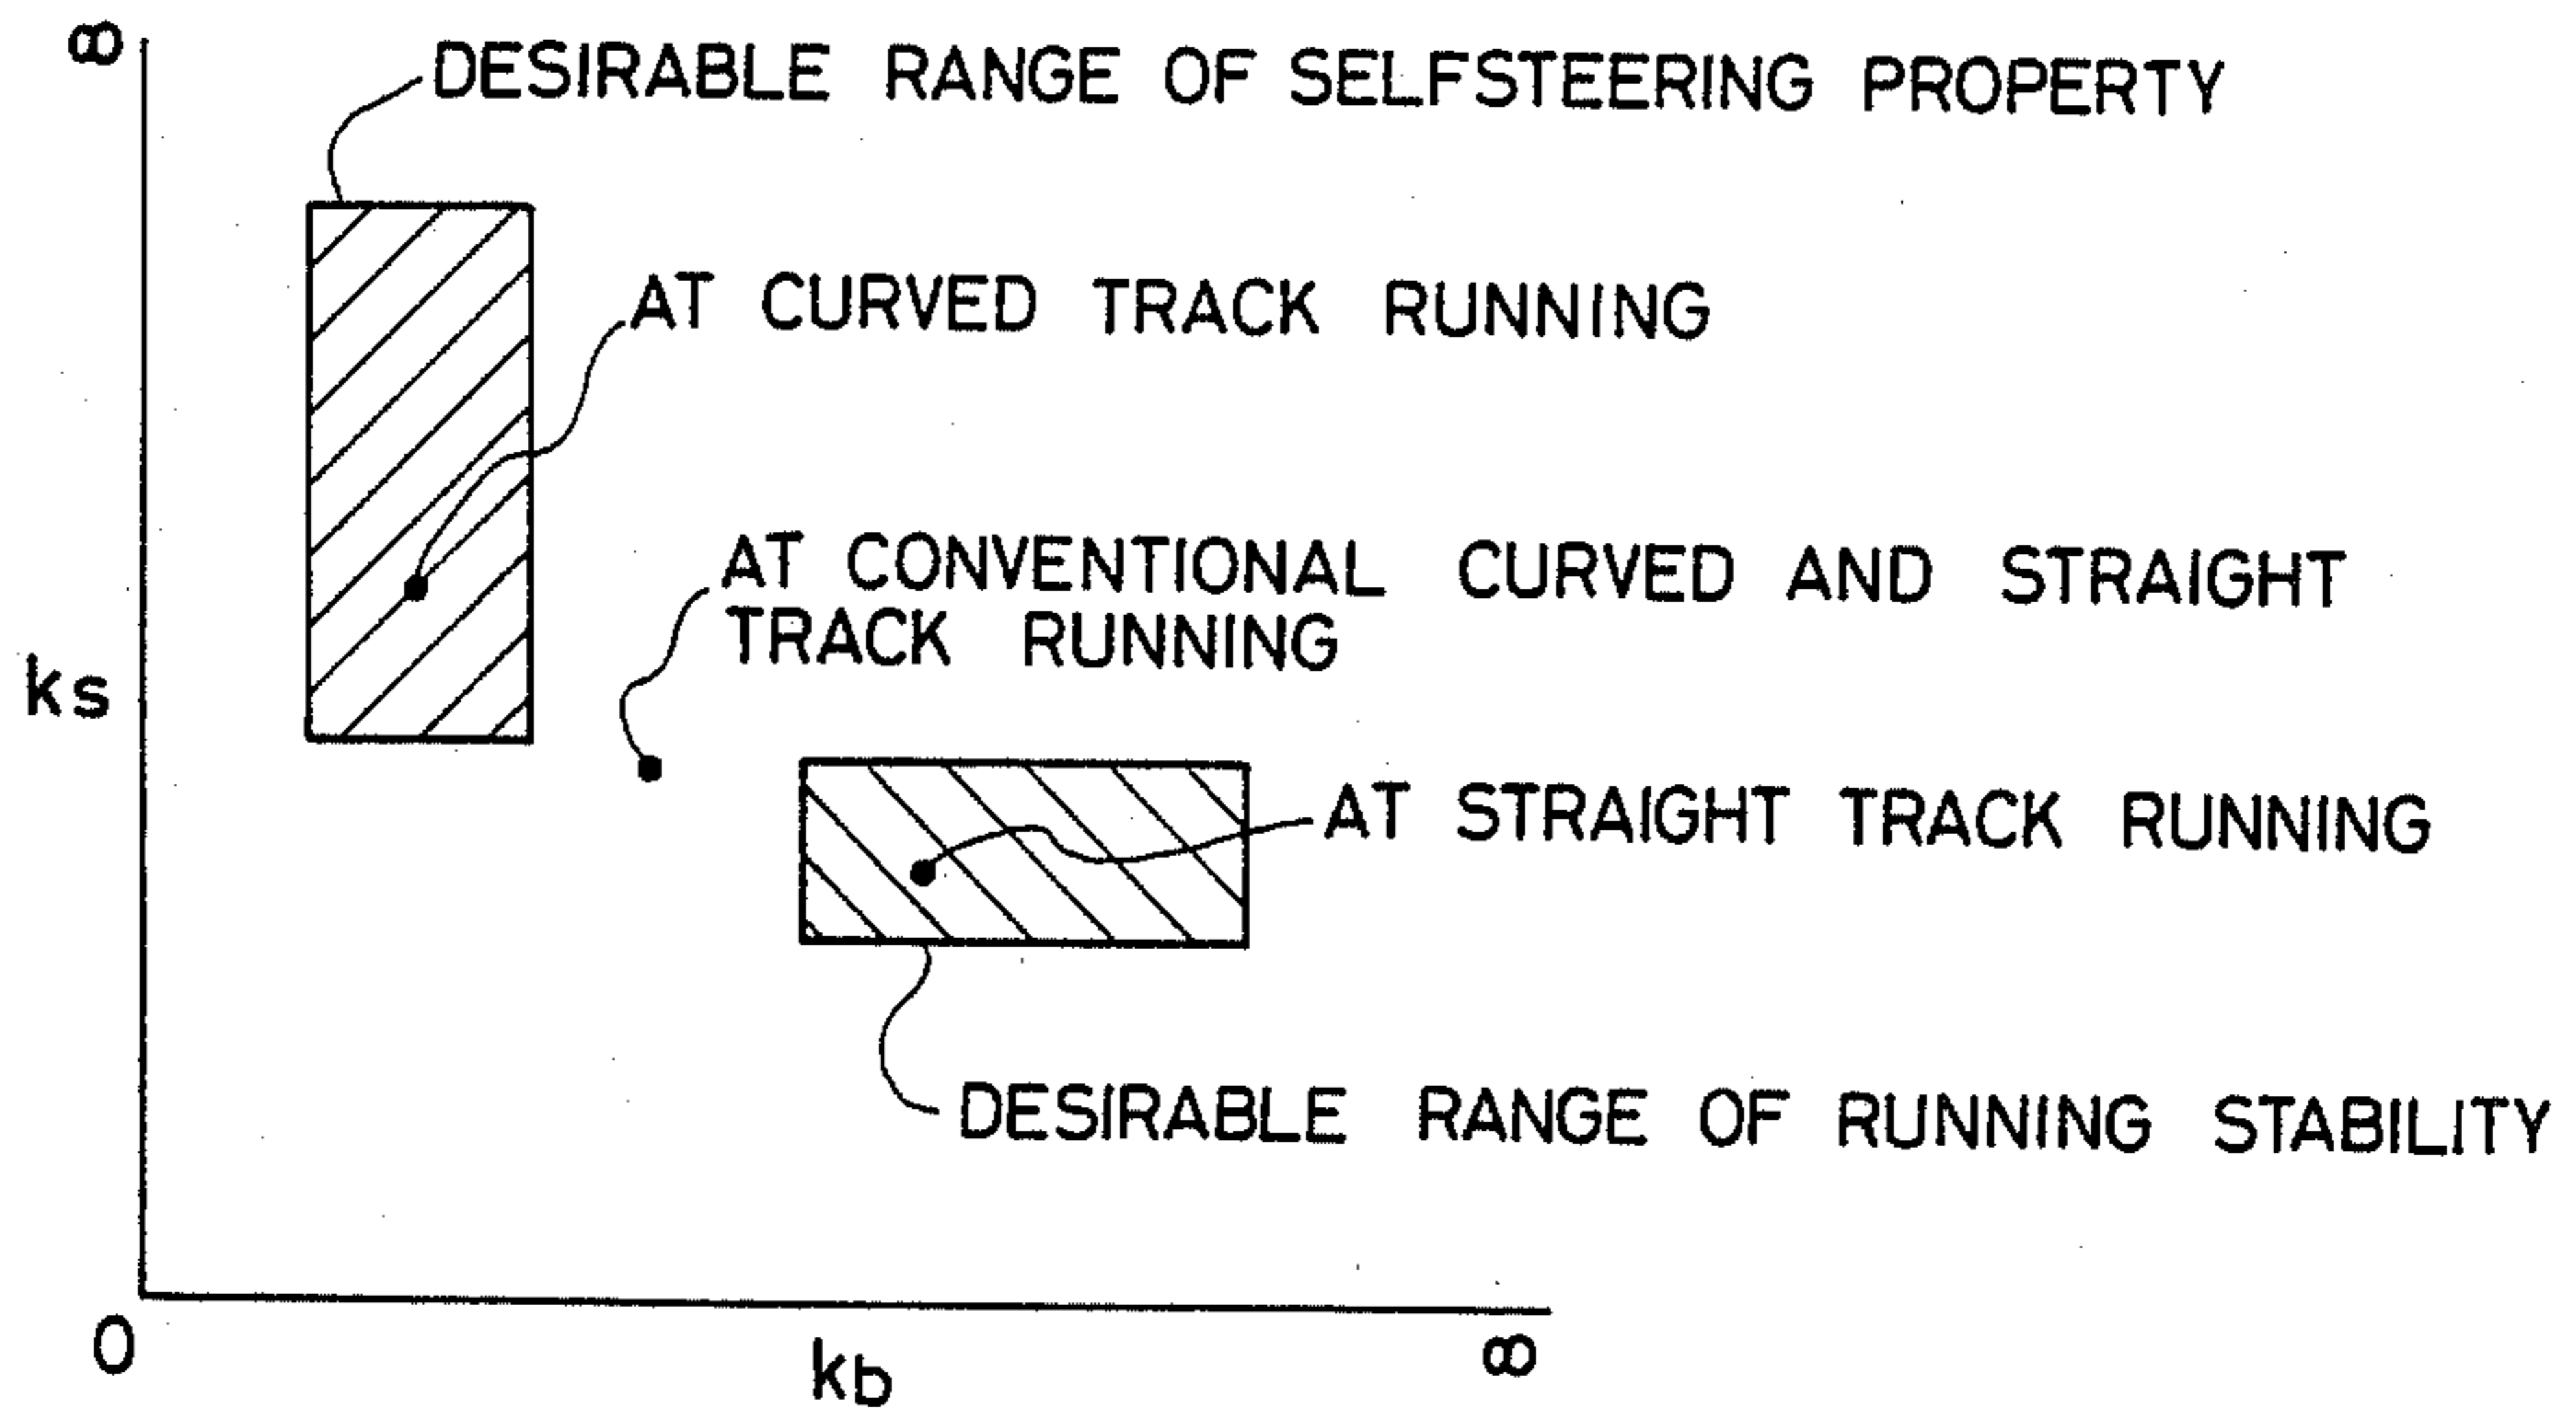 ∞
DESIRABLE RANGE OF SELFSTEERING PROPERTY
AT CURVED TRACK RUNNING
AT CONVENTIONAL CURVED AND STRAIGHT
TRACK RUNNING
ks
AT STRAIGHT TRACK RUNNING
DESIRABLE RANGE OF RUNNING STABILITY
0
kb
∞